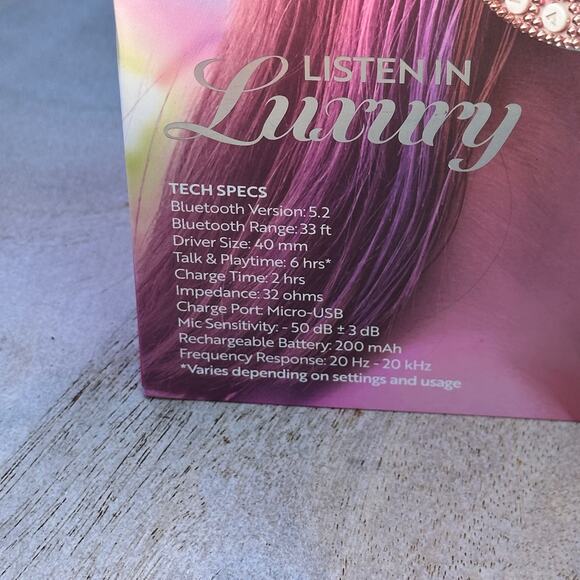 LISTEN IN
Luxury
TECH SPECS
Bluetooth Version: 5.2
Bluetooth Range: 33 ft
Driver Size: 40 mm
Talk & Playtime: 6 hrs*
Charge Time: 2 hrs
Impedance: 32 ohms
Charge Port: Micro-USB
Mic Sensitivity: - 50 dB ± 3 dB
Rechargeable Battery: 200 mAh
Frequency Response: 20 Hz - 20 kHz
*Varies depending on settings and usage